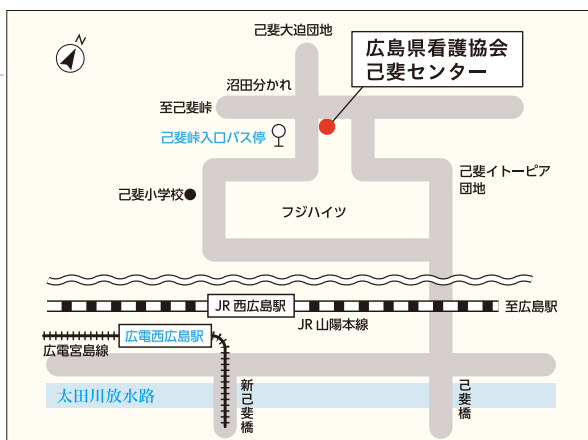 N
己斐大迫団地
広島県看護協会
己斐センター
沼田分かれ
至己斐峠
己斐峠入口バス停
己斐イトーピア
団地
己斐小学校
フジハイツ
JR 西広島駅
至広島駅
JR 山陽本線
広電西広島駅
広電宮島線
太田川放水路
新己斐橋
己斐橋